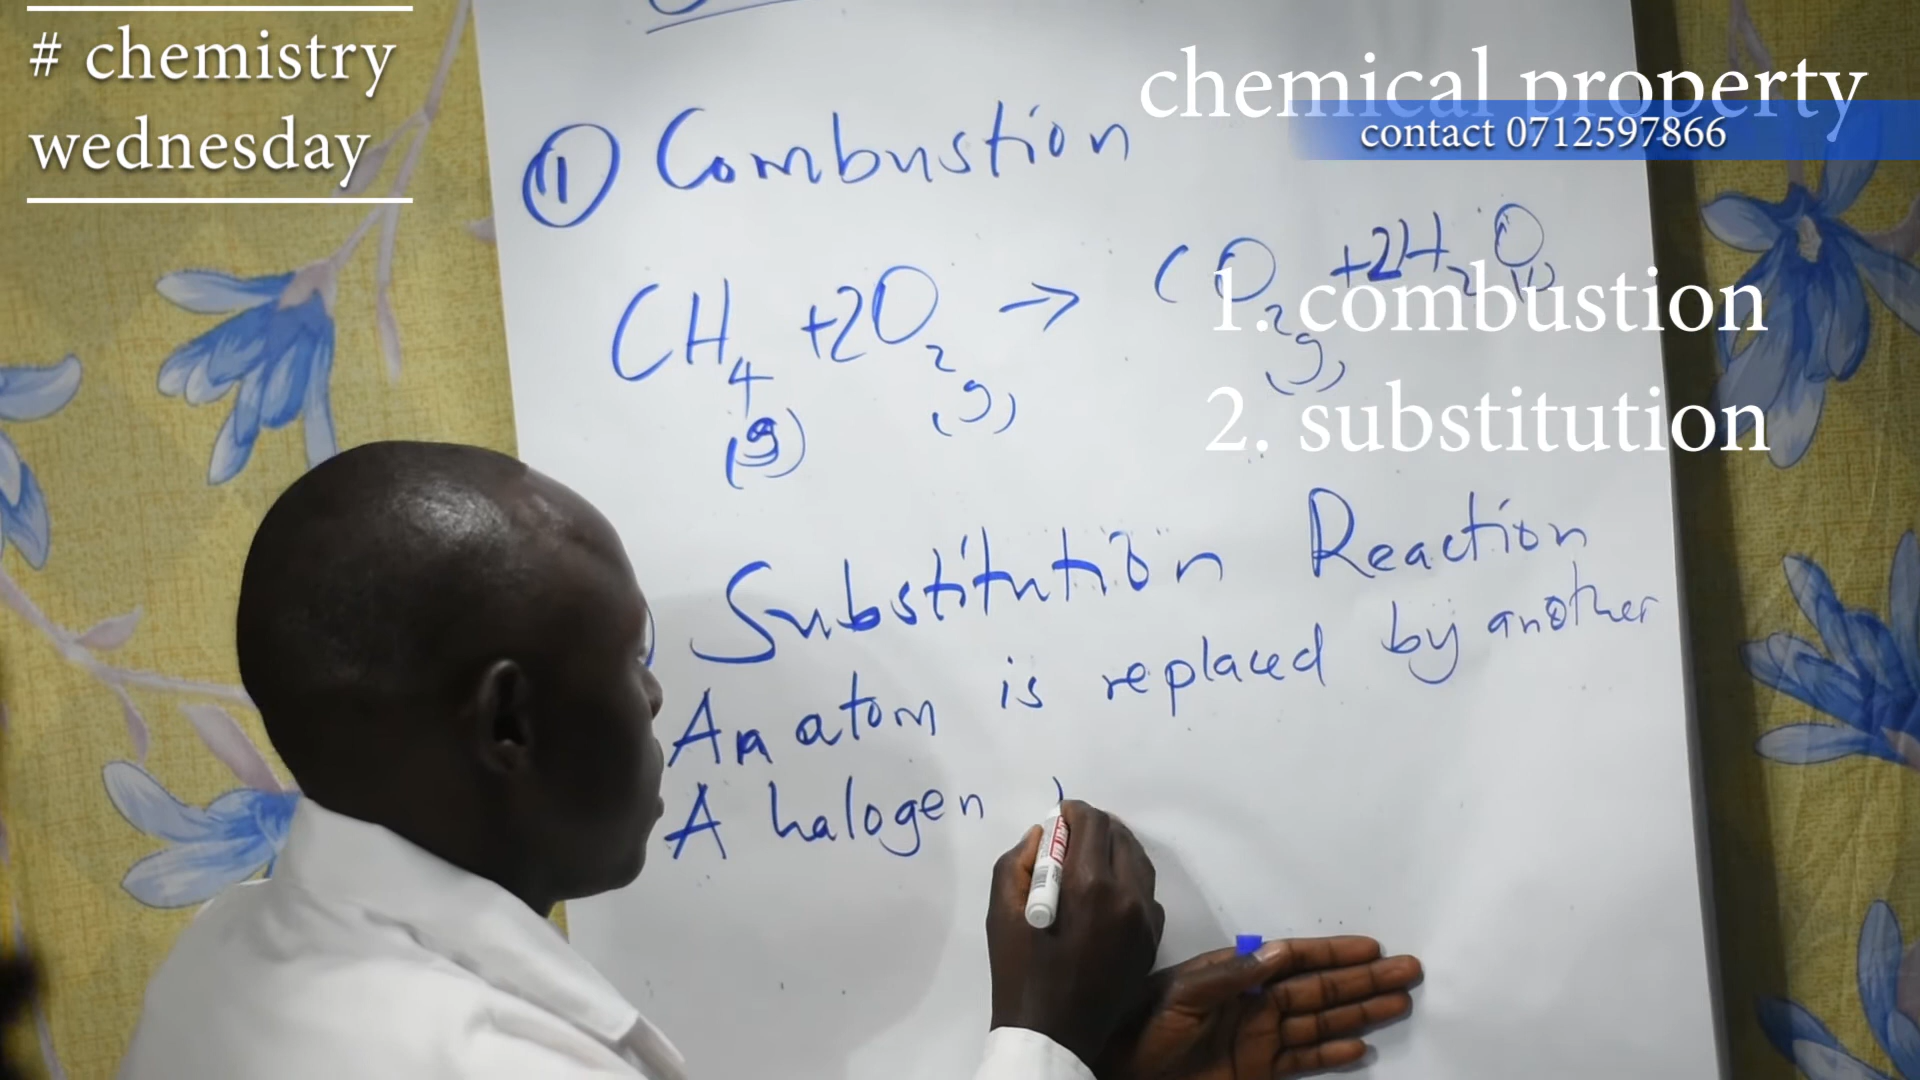 # chemistry
wednesday
chemical property
contact 0712597866
1. combustion
2. substitution
① Combustion
CH₄(g) + 2O₂(g) → CO₂(g) + 2H₂O(l)
Substitution Reaction
An atom is replaced by another
A halogen